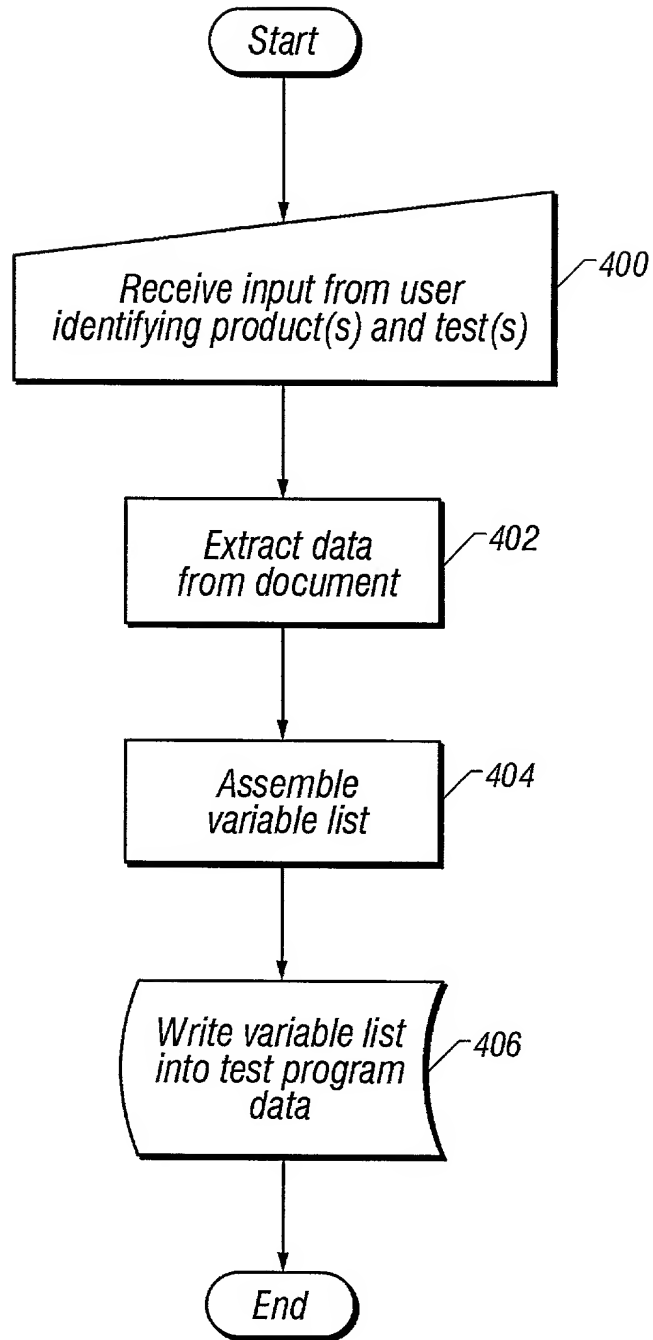 Start
Receive input from user
identifying product(s) and test(s)
400
Extract data
from document
402
Assemble
variable list
404
Write variable list
into test program
data
406
End